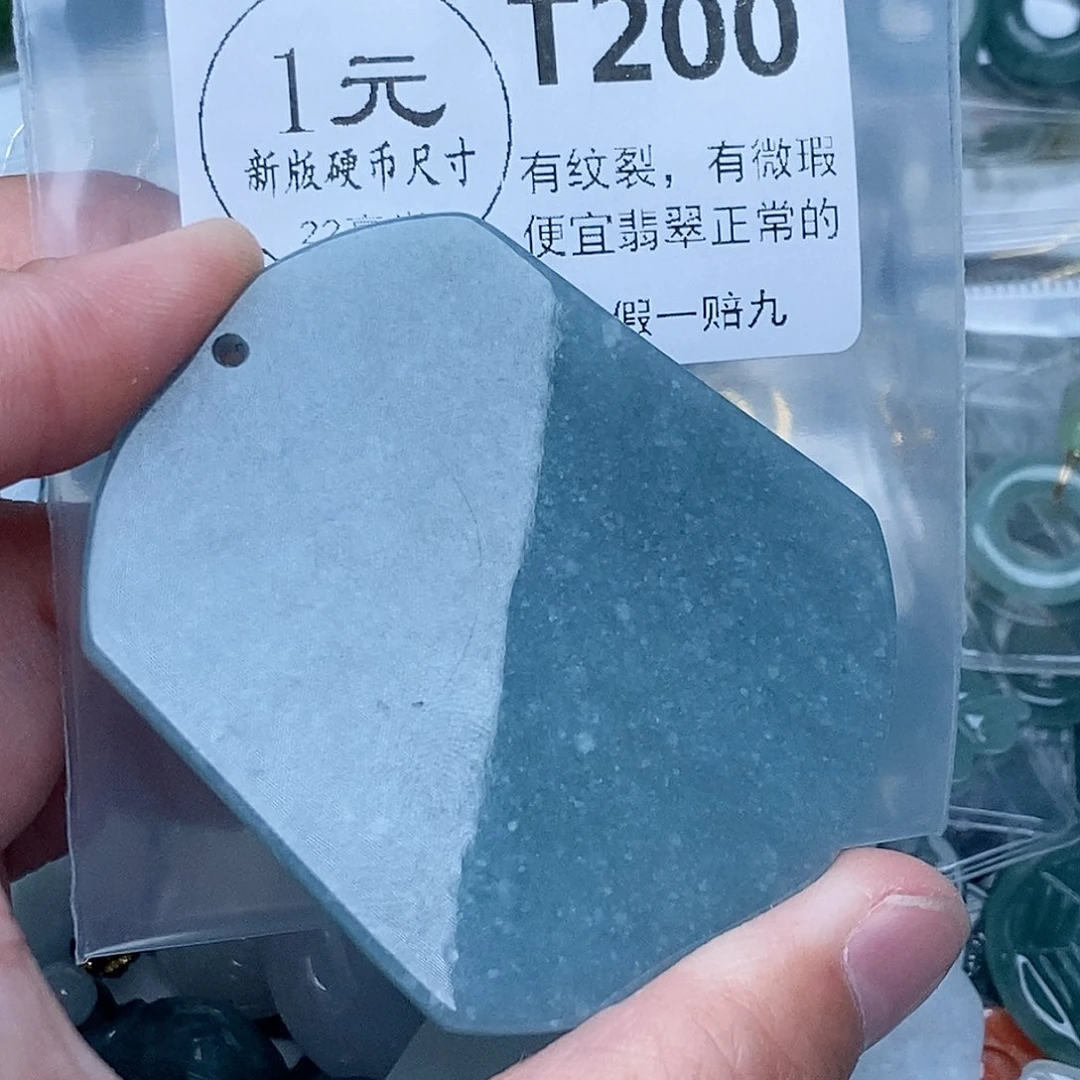 1元
新版硬币尺寸
T200
有纹裂，有微瑕
便宜翡翠正常的
假一赔九